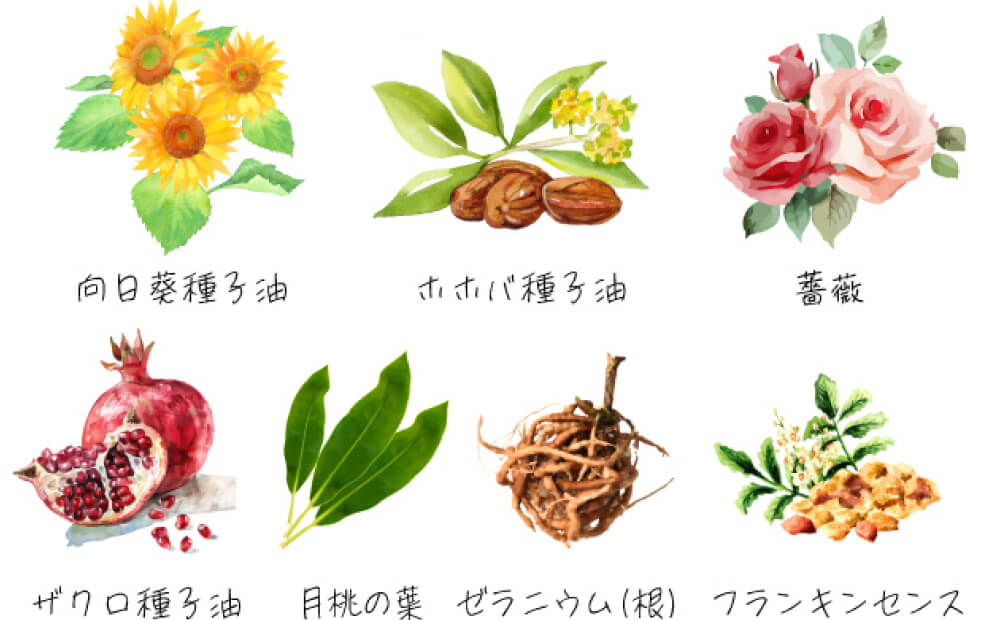 向日葵種子油
ホホバ種子油
薔薇
ザクロ種子油
月桃の葉
ゼラニウム(根)
フランキンセンス